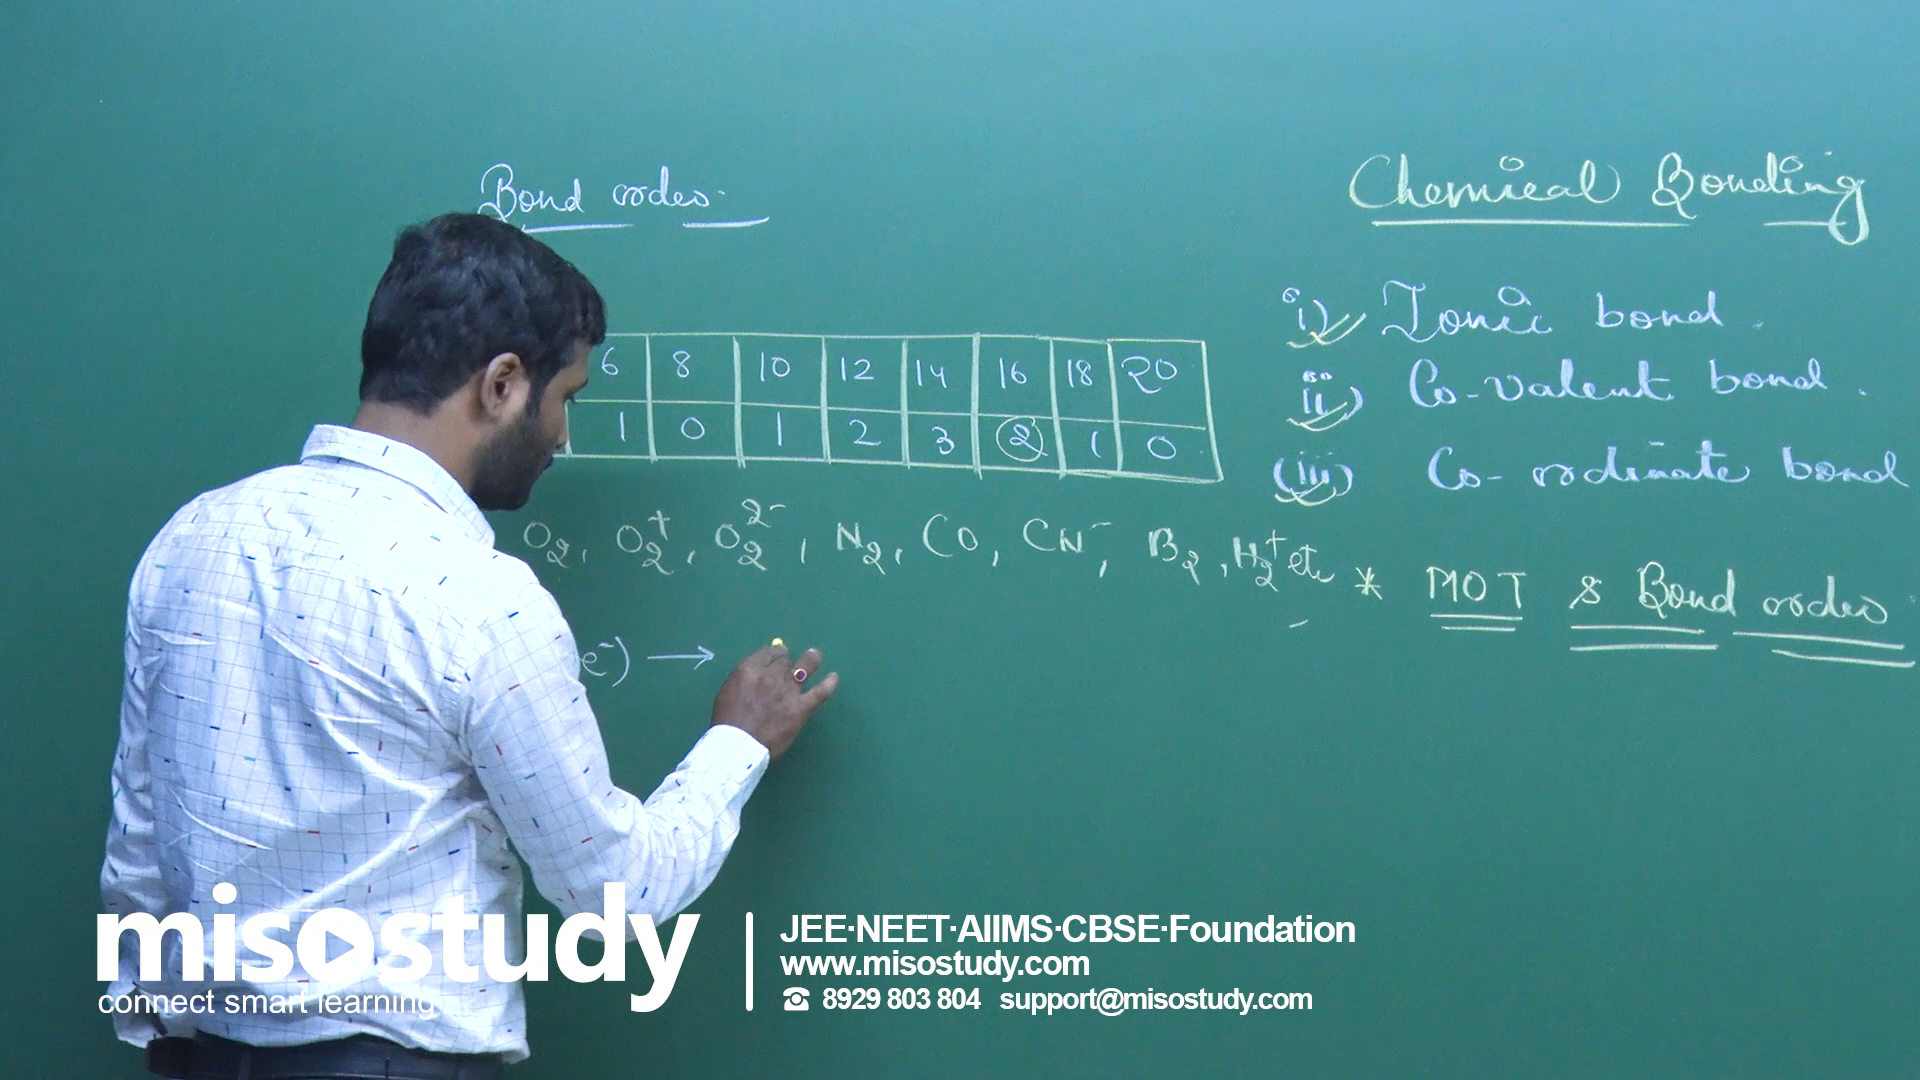 Bond order.
Chemical Bonding
6 8 10 12 14 16 18 20
1 0 1 2 3 2 1 0
i) Ionic bond.
ii) Co-valent bond.
(iii) Co-ordinate bond
O₂, O₂⁺, O₂²⁻, N₂, CO, CN⁻, B₂, H₂⁺ etc
* MOT & Bond order
e⁻) →
misostudy
connect smart learning
JEE·NEET·AIIMS·CBSE·Foundation
www.misostudy.com
☎ 8929 803 804 support@misostudy.com